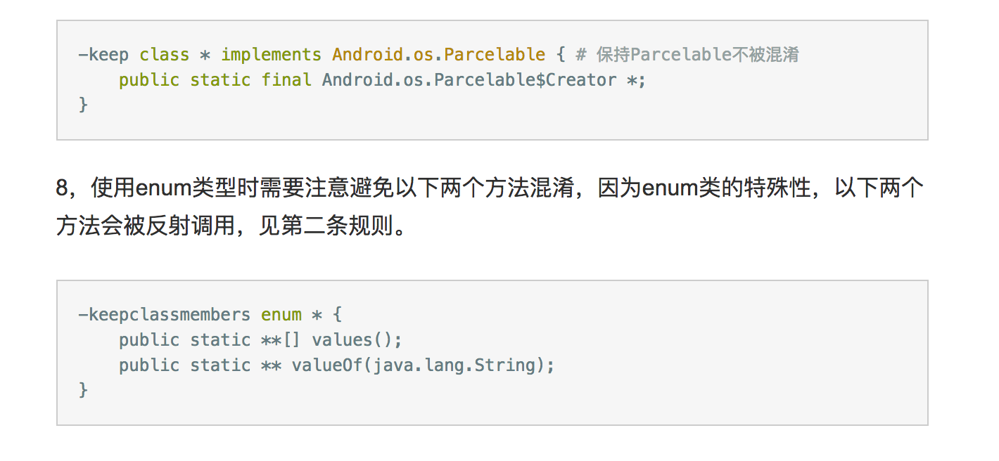 -keep class * implements Android.os.Parcelable { # 保持Parcelable不被混淆
    public static final Android.os.Parcelable$Creator *;
}
8，使用enum类型时需要注意避免以下两个方法混淆，因为enum类的特殊性，以下两个
方法会被反射调用，见第二条规则。
-keepclassmembers enum * {
    public static **[] values();
    public static ** valueOf(java.lang.String);
}